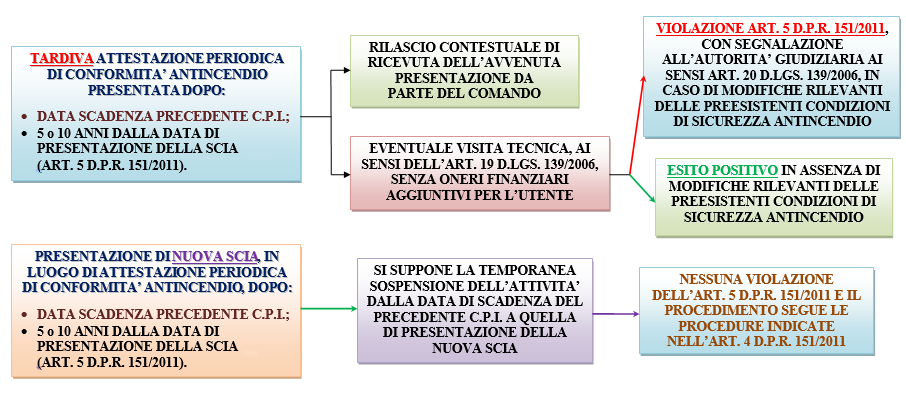 TARDIVA ATTESTAZIONE PERIODICA
DI CONFORMITA’ ANTINCENDIO
PRESENTATA DOPO:
• DATA SCADENZA PRECEDENTE C.P.I.;
• 5 o 10 ANNI DALLA DATA DI
PRESENTAZIONE DELLA SCIA
(ART. 5 D.P.R. 151/2011).
RILASCIO CONTESTUALE DI
RICEVUTA DELL’AVVENUTA
PRESENTAZIONE DA
PARTE DEL COMANDO
EVENTUALE VISITA TECNICA, AI
SENSI DELL’ART. 19 D.LGS. 139/2006,
SENZA ONERI FINANZIARI
AGGIUNTIVI PER L’UTENTE
VIOLAZIONE ART. 5 D.P.R. 151/2011,
CON SEGNALAZIONE
ALL’AUTORITA’ GIUDIZIARIA AI
SENSI ART. 20 D.LGS. 139/2006, IN
CASO DI MODIFICHE RILEVANTI
DELLE PREESISTENTI CONDIZIONI
DI SICUREZZA ANTINCENDIO
ESITO POSITIVO IN ASSENZA DI
MODIFICHE RILEVANTI DELLE
PREESISTENTI CONDIZIONI DI
SICUREZZA ANTINCENDIO
PRESENTAZIONE DI NUOVA SCIA, IN
LUOGO DI ATTESTAZIONE PERIODICA
DI CONFORMITA’ ANTINCENDIO, DOPO:
• DATA SCADENZA PRECEDENTE C.P.I.;
• 5 o 10 ANNI DALLA DATA DI
PRESENTAZIONE DELLA SCIA
(ART. 5 D.P.R. 151/2011).
SI SUPPONE LA TEMPORANEA
SOSPENSIONE DELL’ATTIVITA’
DALLA DATA DI SCADENZA DEL
PRECEDENTE C.P.I. A QUELLA
DI PRESENTAZIONE DELLA
NUOVA SCIA
NESSUNA VIOLAZIONE
DELL’ART. 5 D.P.R. 151/2011 E IL
PROCEDIMENTO SEGUE LE
PROCEDURE INDICATE
NELL’ART. 4 D.P.R. 151/2011